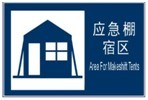 应急棚
宿区
Area For Makeshift Tents